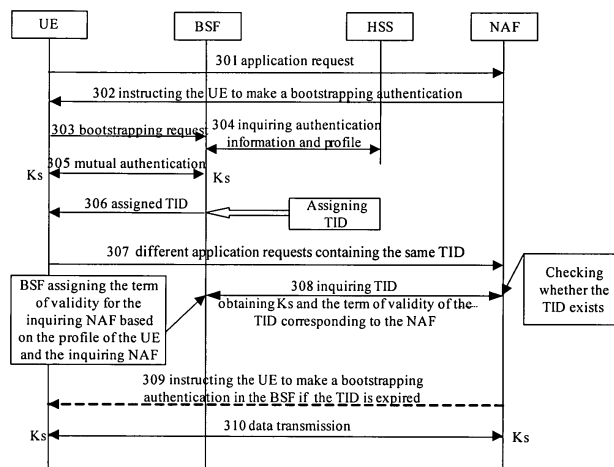 UE
BSF
HSS
NAF
301 application request
302 instructing the UE to make a bootstrapping authentication
303 bootstrapping request
304 inquiring authentication
information and profile
305 mutual authentication
Ks
Ks
306 assigned TID
Assigning
TID
307 different application requests containing the same TID
BSF assigning the term
of validity for the
inquiring NAF based
on the profile of the UE
and the inquiring NAF
308 inquiring TID
obtaining Ks and the term of validity of the
TID corresponding to the NAF
Checking
whether the
TID exists
309 instructing the UE to make a bootstrapping
authentication in the BSF if the TID is expired
Ks
310 data transmission
Ks